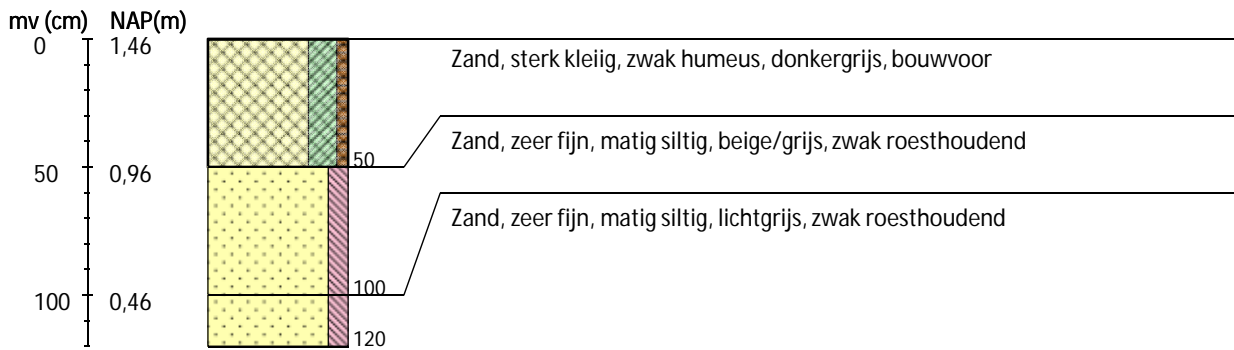 mv (cm) NAP(m)
0 1,46
Zand, sterk kleiig, zwak humeus, donkergrijs, bouwvoor
Zand, zeer fijn, matig siltig, beige/grijs, zwak roesthoudend
50
50 0,96
Zand, zeer fijn, matig siltig, lichtgrijs, zwak roesthoudend
100
100 0,46
120